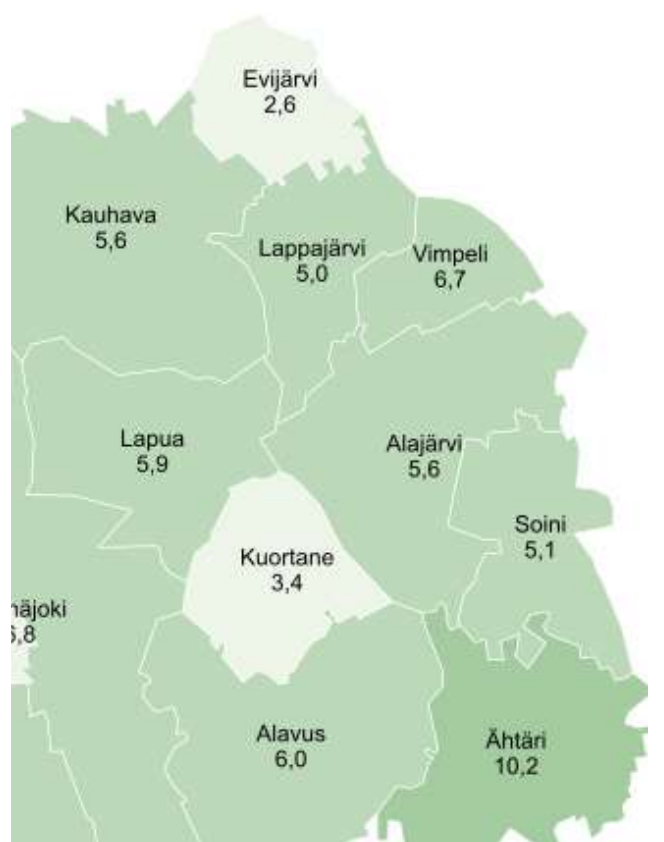 Evijärvi
2,6
Kauhava
5,6
Lappajärvi
5,0
Vimpeli
6,7
Lapua
5,9
Alajärvi
5,6
Soini
5,1
Kuortane
3,4
Alavus
6,0
Ähtäri
10,2